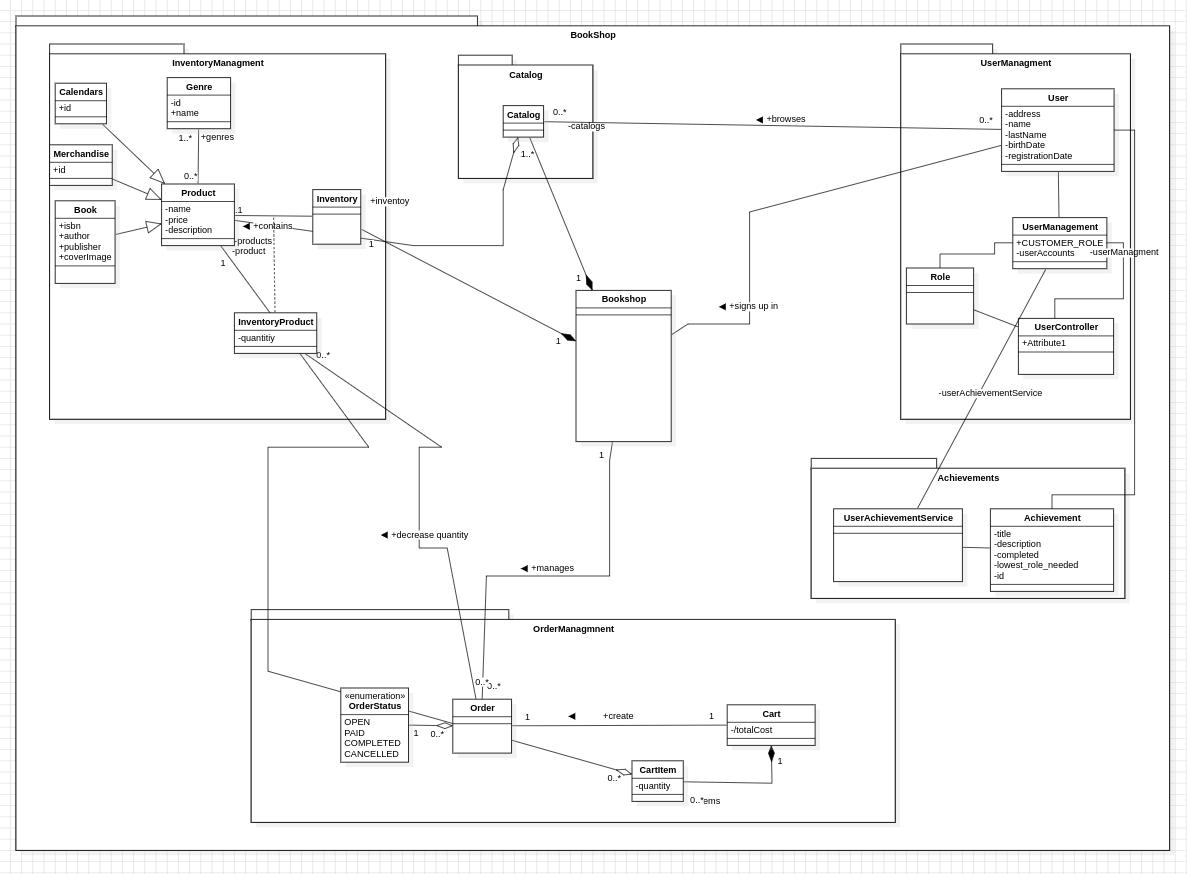 BookShop
InventoryManagment
Calendars
+id
Genre
-id
+name
1..*
+genres
Merchandise
+id
0..*
Product
-name
-price
-description
Book
+isbn
+author
+publisher
+coverImage
1
+contains
-products
-product
1
Inventory
+inventoy
1
InventoryProduct
-quantitiy
0..*
Catalog
Catalog
0..*
-catalogs
1..*
+browses
0..*
UserManagment
User
-address
-name
-lastName
-birthDate
-registrationDate
UserManagement
+CUSTOMER_ROLE
-userAccounts
-userManagment
Role
UserController
+Attribute1
-userAchievementService
1
Bookshop
1
+signs up in
1
Achievements
UserAchievementService
Achievement
-title
-description
-completed
-lowest_role_needed
-id
+decrease quantity
+manages
OrderManagmnent
0..*
0..*
«enumeration»
OrderStatus
OPEN
PAID
COMPLETED
CANCELLED
1
0..*
Order
1
+create
1
Cart
-/totalCost
1
0..*
CartItem
-quantity
0..*
ems